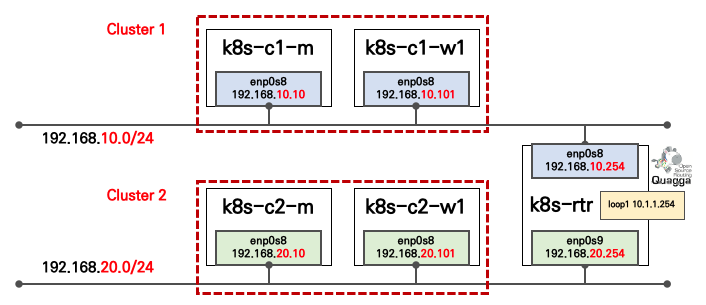 Cluster 1
k8s-c1-m
enp0s8
192.168.10.10
k8s-c1-w1
enp0s8
192.168.10.101
192.168.10.0/24
enp0s8
192.168.10.254
Open
Source
Routing
Quagga
k8s-rtr
loop1 10.1.1.254
enp0s9
192.168.20.254
Cluster 2
k8s-c2-m
enp0s8
192.168.20.10
k8s-c2-w1
enp0s8
192.168.20.101
192.168.20.0/24